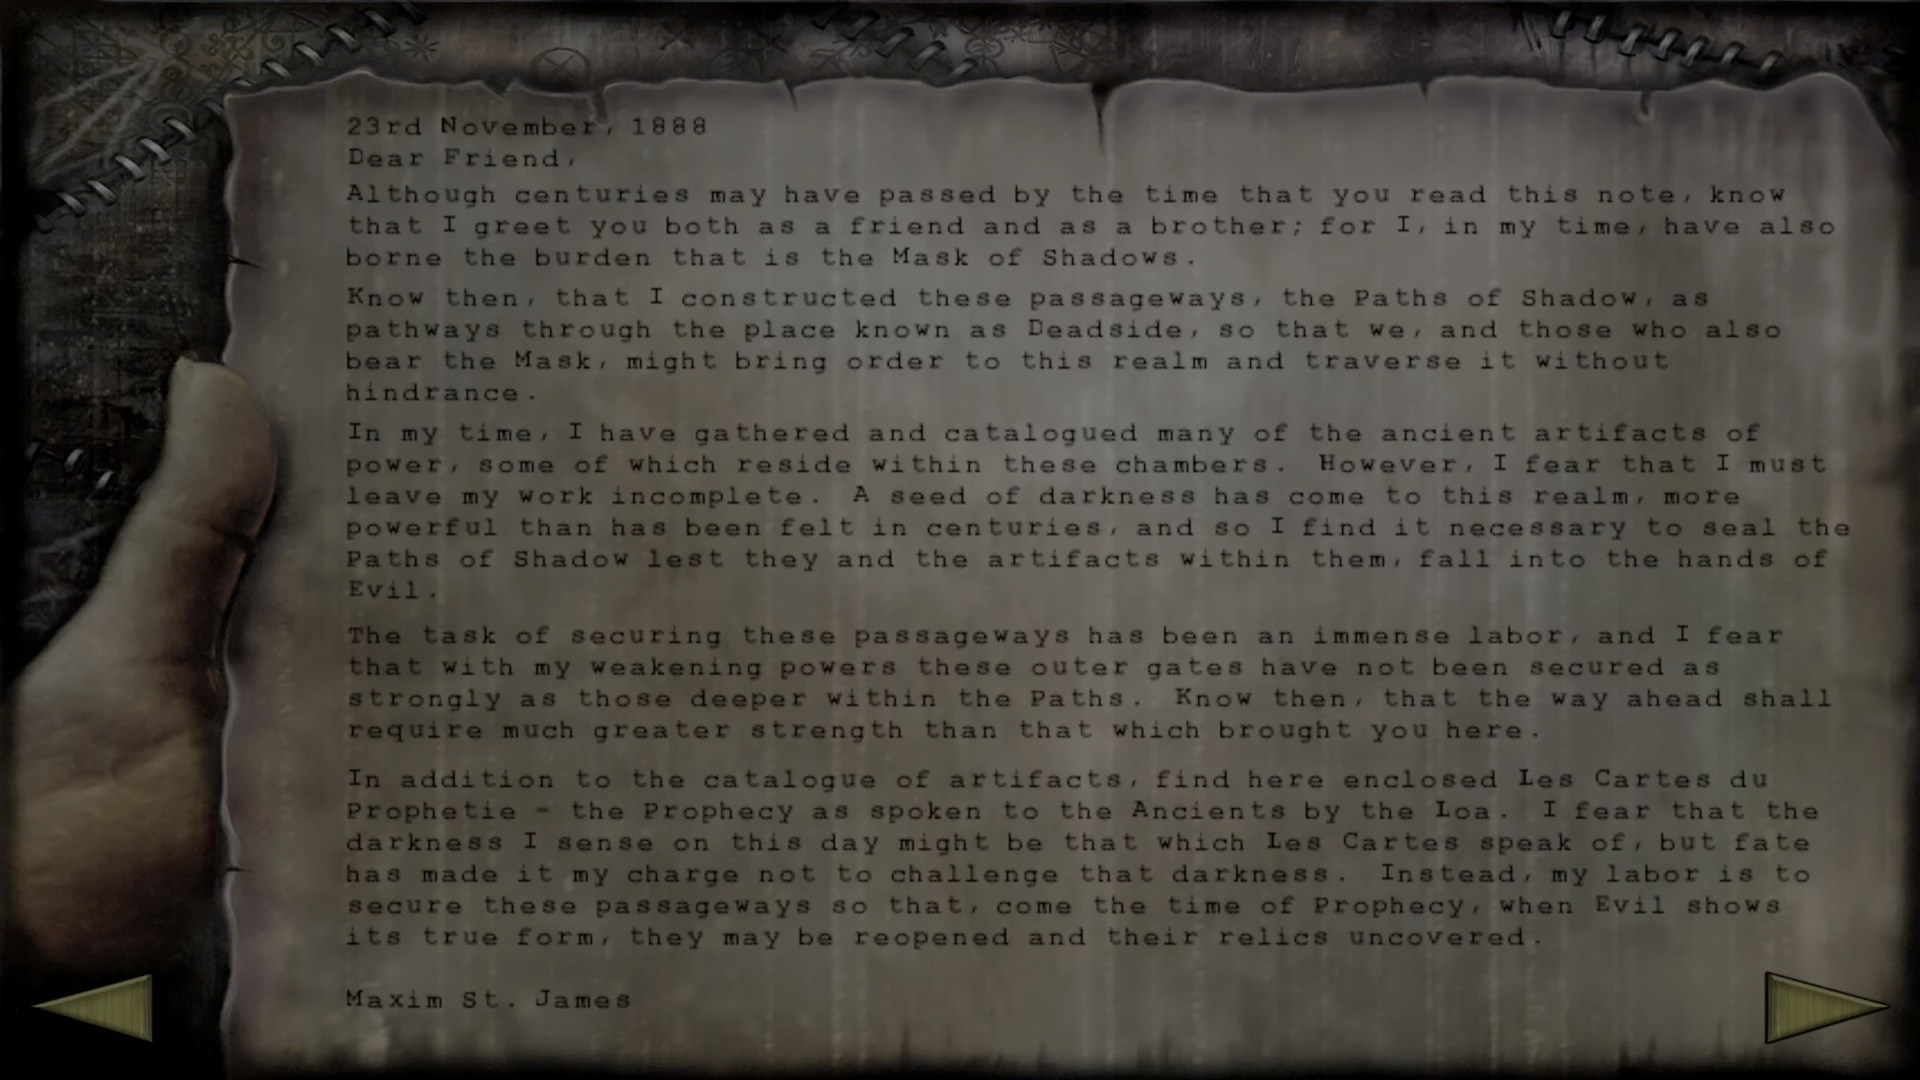 23rd November, 1888
Dear Friend,
Although centuries may have passed by the time that you read this note, know
that I greet you both as a friend and as a brother; for I, in my time, have also
borne the burden that is the Mask of Shadows.
Know then, that I constructed these passageways, the Paths of Shadow, as
pathways through the place known as Deadside, so that we, and those who also
bear the Mask, might bring order to this realm and traverse it without
hindrance.
In my time, I have gathered and catalogued many of the ancient artifacts of
power, some of which reside within these chambers.  However, I fear that I must
leave my work incomplete.  A seed of darkness has come to this realm, more
powerful than has been felt in centuries, and so I find it necessary to seal the
Paths of Shadow lest they and the artifacts within them, fall into the hands of
Evil.
The task of securing these passageways has been an immense labor, and I fear
that with my weakening powers these outer gates have not been secured as
strongly as those deeper within the Paths.  Know then, that the way ahead shall
require much greater strength than that which brought you here.
In addition to the catalogue of artifacts, find here enclosed Les Cartes du
Prophetie - the Prophecy as spoken to the Ancients by the Loa.  I fear that the
darkness I sense on this day might be that which Les Cartes speak of, but fate
has made it my charge not to challenge that darkness.  Instead, my labor is to
secure these passageways so that, come the time of Prophecy, when Evil shows
its true form, they may be reopened and their relics uncovered.
Maxim St. James